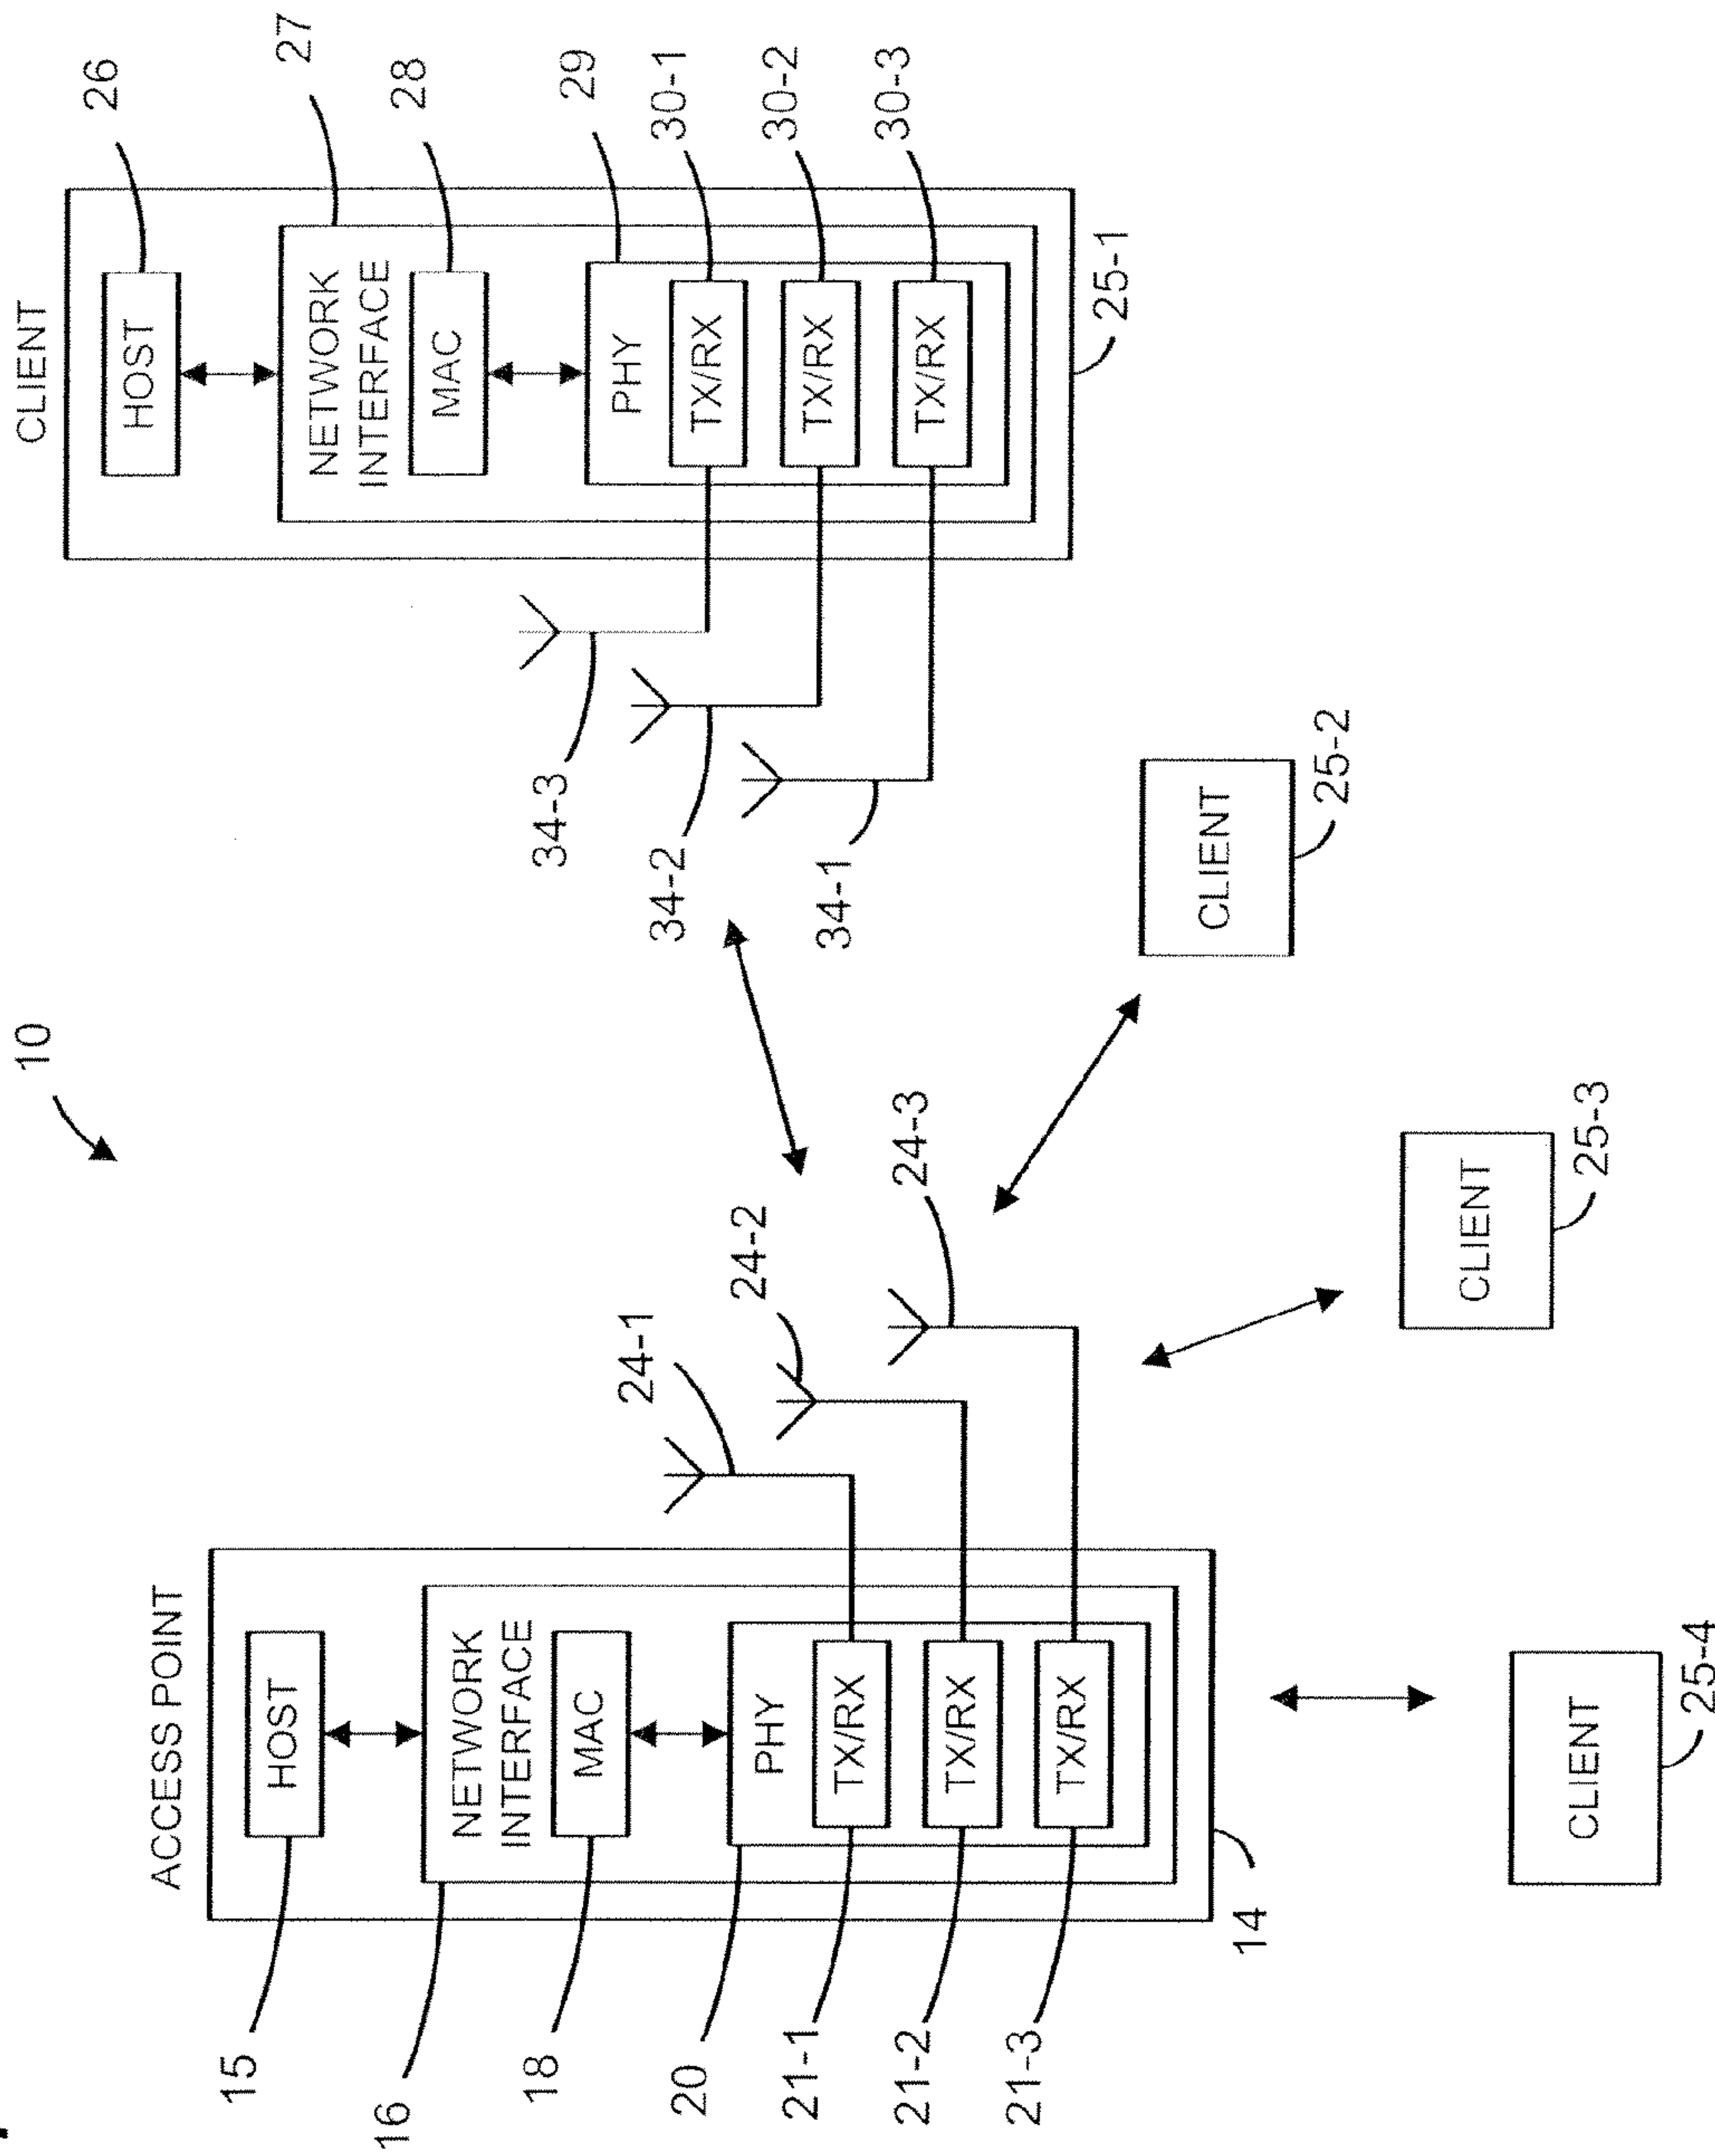 10
ACCESS POINT
15
HOST
16
NETWORK
INTERFACE
18
MAC
20
PHY
21-1
TX/RX
21-2
TX/RX
21-3
TX/RX
14
24-1
24-2
24-3
CLIENT
26
HOST
27
NETWORK
INTERFACE
28
MAC
29
PHY
30-1
TX/RX
30-2
TX/RX
30-3
TX/RX
25-1
34-3
34-2
34-1
CLIENT
25-2
CLIENT
25-3
CLIENT
25-4